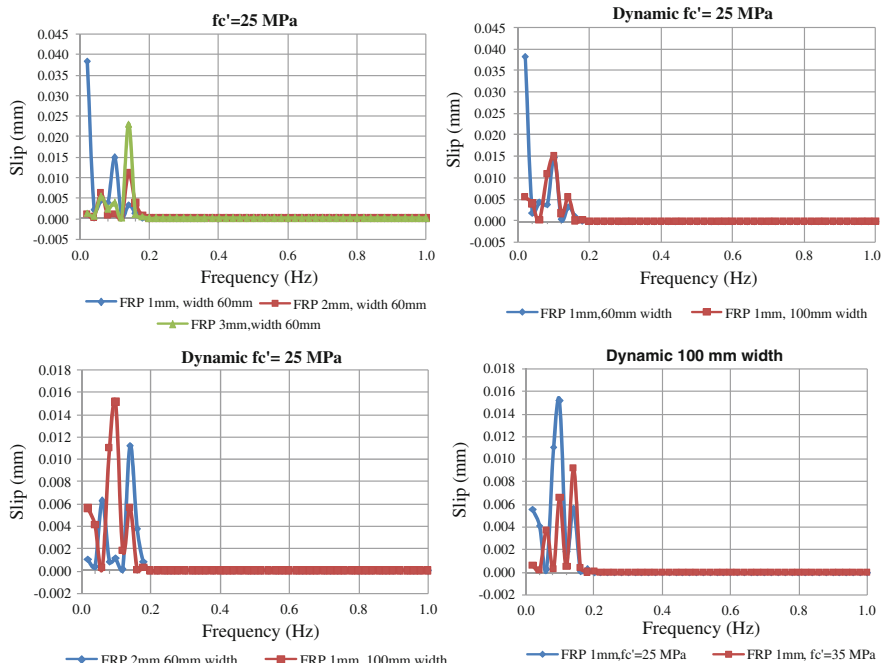 fc'=25 MPa
0.045
0.040
0.035
0.030
0.025
0.020
0.015
0.010
0.005
0.000
-0.005
Slip (mm)
0.0 0.2 0.4 0.6 0.8 1.0
Frequency (Hz)
FRP 1mm, width 60mm FRP 2mm, width 60mm
FRP 3mm,width 60mm
Dynamic fc'= 25 MPa
0.045
0.040
0.035
0.030
0.025
0.020
0.015
0.010
0.005
0.000
-0.005
Slip (mm)
0.0 0.2 0.4 0.6 0.8 1.0
Frequency (Hz)
FRP 1mm,60mm width FRP 1mm, 100mm width
Dynamic fc'= 25 MPa
0.018
0.016
0.014
0.012
0.010
0.008
0.006
0.004
0.002
0.000
-0.002
Slip (mm)
0.0 0.2 0.4 0.6 0.8 1.0
Frequency (Hz)
FRP 2mm,60mm width FRP 1mm, 100mm width
Dynamic 100 mm width
0.018
0.016
0.014
0.012
0.010
0.008
0.006
0.004
0.002
0.000
-0.002
Slip (mm)
0.0 0.2 0.4 0.6 0.8 1.0
Frequency (Hz)
FRP 1mm,fc'=25 MPa FRP 1mm, fc'=35 MPa